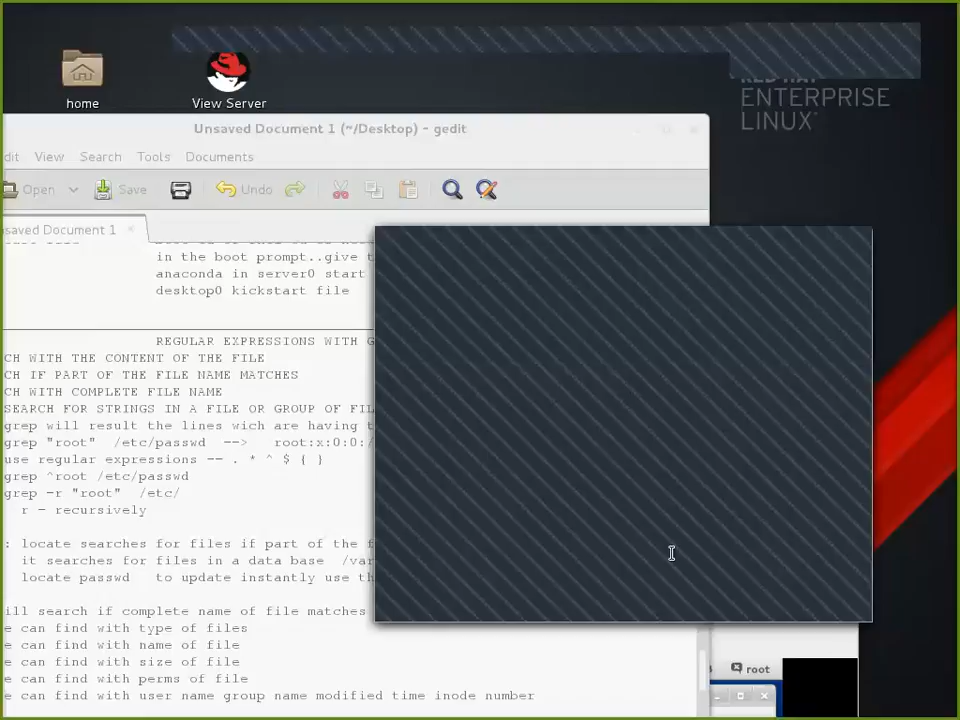 home
View Server
ENTERPRISE
LINUX
Unsaved Document 1 (~/Desktop) - gedit
dit View Search Tools Documents
Open Save Undo
nsaved Document 1
in the boot prompt..give t
anaconda in server0 start
desktop0 kickstart file
REGULAR EXPRESSIONS WITH G
CH WITH THE CONTENT OF THE FILE
CH IF PART OF THE FILE NAME MATCHES
CH WITH COMPLETE FILE NAME
SEARCH FOR STRINGS IN A FILE OR GROUP OF FIL
grep will result the lines wich are having t
grep "root" /etc/passwd --> root:x:0:0:/
use regular expressions -- . * ^ $ { }
grep ^root /etc/passwd
grep -r "root" /etc/
r - recursively
: locate searches for files if part of the f
it searches for files in a data base /var
locate passwd to update instantly use th
ill search if complete name of file matches
e can find with type of files
e can find with name of file
e can find with size of file
e can find with perms of file
e can find with user name group name modified time inode number
root